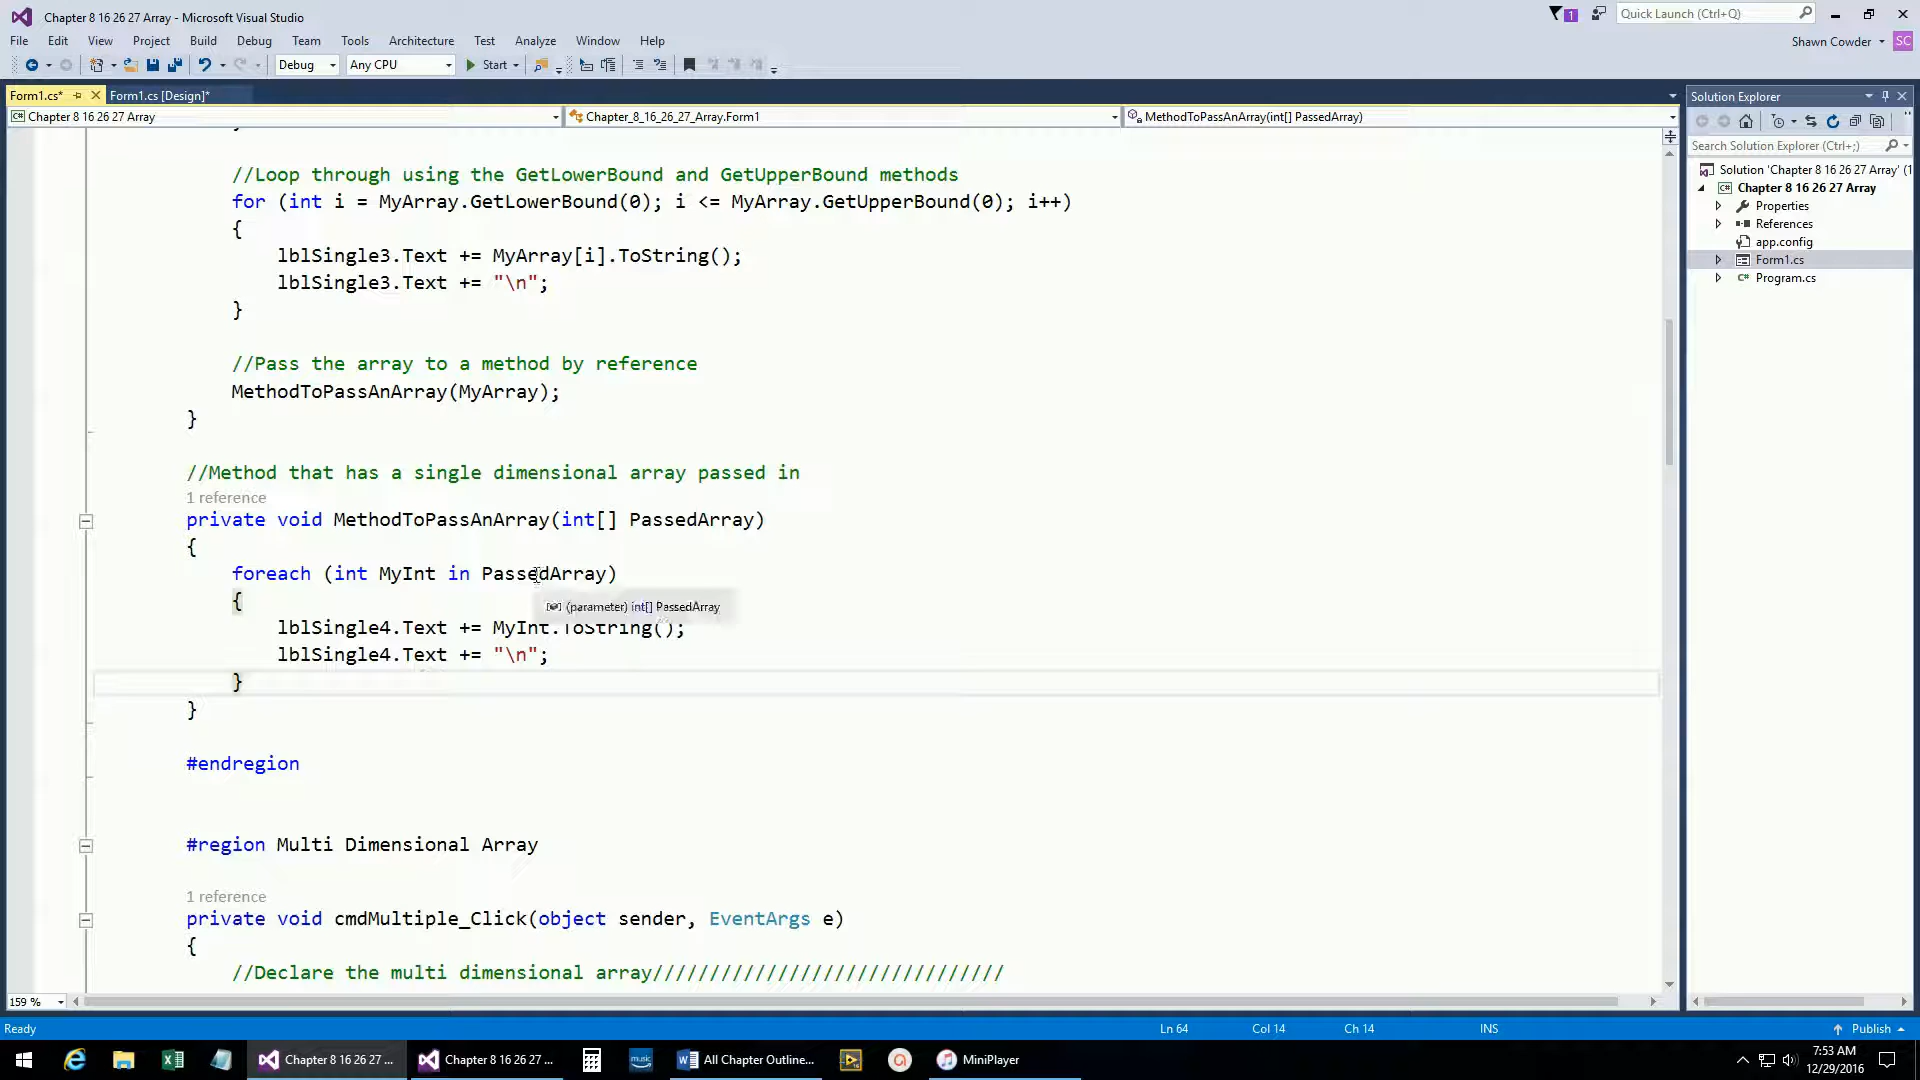 Chapter 8 16 26 27 Array - Microsoft Visual Studio
1
Quick Launch (Ctrl+Q)
File Edit View Project Build Debug Team Tools Architecture Test Analyze Window Help
Shawn Cowder
SC
Debug
Any CPU
Start
Form1.cs*
Form1.cs [Design]*
Solution Explorer
Chapter 8 16 26 27 Array
Chapter_8_16_26_27_Array.Form1
MethodToPassAnArray(int[] PassedArray)
Search Solution Explorer (Ctrl+;)
Solution 'Chapter 8 16 26 27 Array' (1
Chapter 8 16 26 27 Array
Properties
References
app.config
Form1.cs
Program.cs
}
//Loop through using the GetLowerBound and GetUpperBound methods
for (int i = MyArray.GetLowerBound(0); i <= MyArray.GetUpperBound(0); i++)
{
lblSingle3.Text += MyArray[i].ToString();
lblSingle3.Text += "\n";
}
//Pass the array to a method by reference
MethodToPassAnArray(MyArray);
}
//Method that has a single dimensional array passed in
1 reference
private void MethodToPassAnArray(int[] PassedArray)
{
foreach (int MyInt in PassedArray)
{
(parameter) int[] PassedArray
lblSingle4.Text += MyInt.ToString();
lblSingle4.Text += "\n";
}
}
#endregion
#region Multi Dimensional Array
1 reference
private void cmdMultiple_Click(object sender, EventArgs e)
{
//Declare the multi dimensional array///////////////////////////////
159 %
Ready
Ln 64
Col 14
Ch 14
INS
Publish
Chapter 8 16 26 27 ...
Chapter 8 16 26 27 ...
music
All Chapter Outline...
MiniPlayer
7:53 AM
12/29/2016